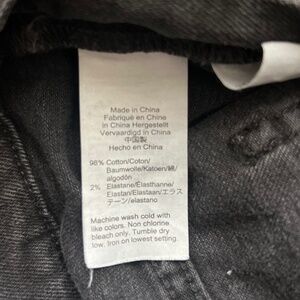 Made in China
Fabriqué en Chine
in China Hergestellt
Vervaardigd in China
中国製
Hecho en China
98% Cotton/Coton/
Baumwolle/Katoen/綿/
algodón
2% Elastane/Elasthanne/
Elastan/Elastaan/エラス
テーン/elastano
Machine wash cold with
like colors. Non chlorine
bleach only. Tumble dry
low. Iron on lowest setting.